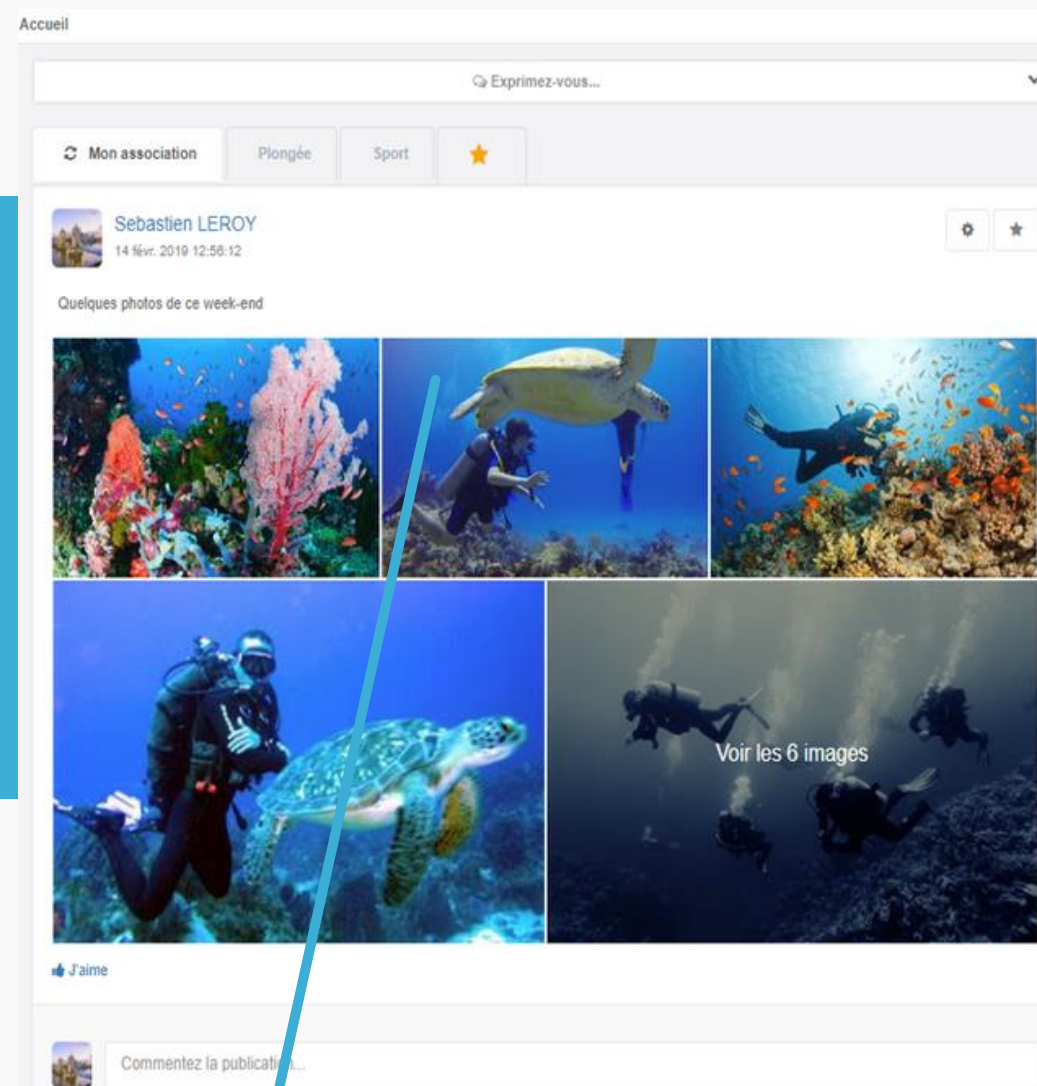 Accueil
Exprimez-vous...
Mon association Plongée Sport
Sebastien LEROY
14 févr. 2019 12:56:12
Quelques photos de ce week-end
Voir les 6 images
J'aime
Commentez la publication...